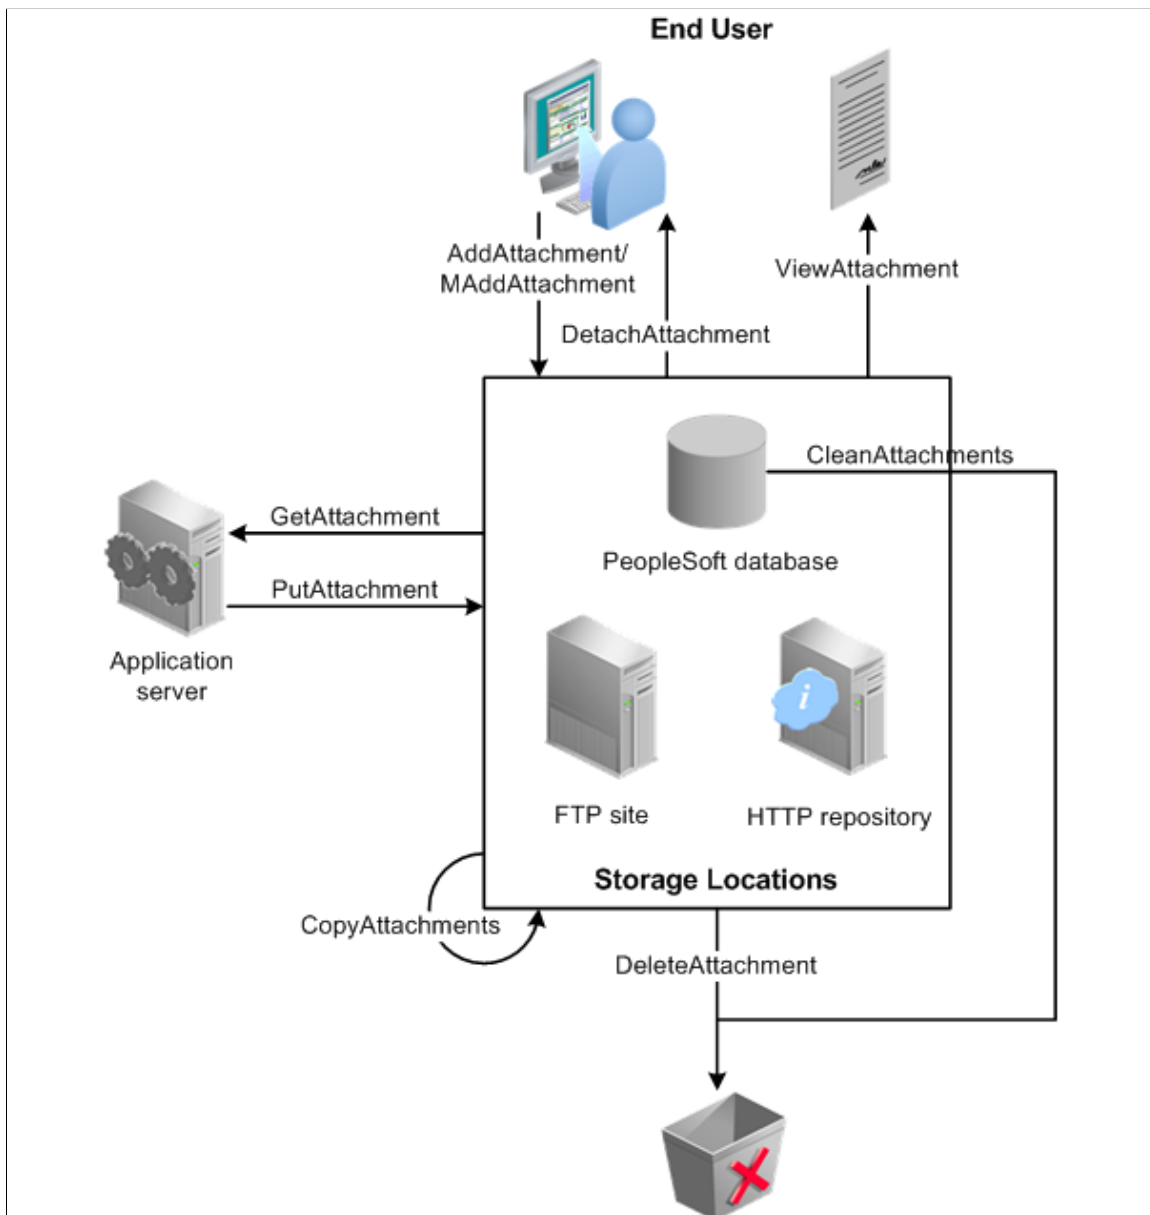 End User
AddAttachment/
MAddAttachment
ViewAttachment
DetachAttachment
CleanAttachments
GetAttachment
PeopleSoft database
PutAttachment
Application
server
i
FTP site
HTTP repository
Storage Locations
CopyAttachments
DeleteAttachment